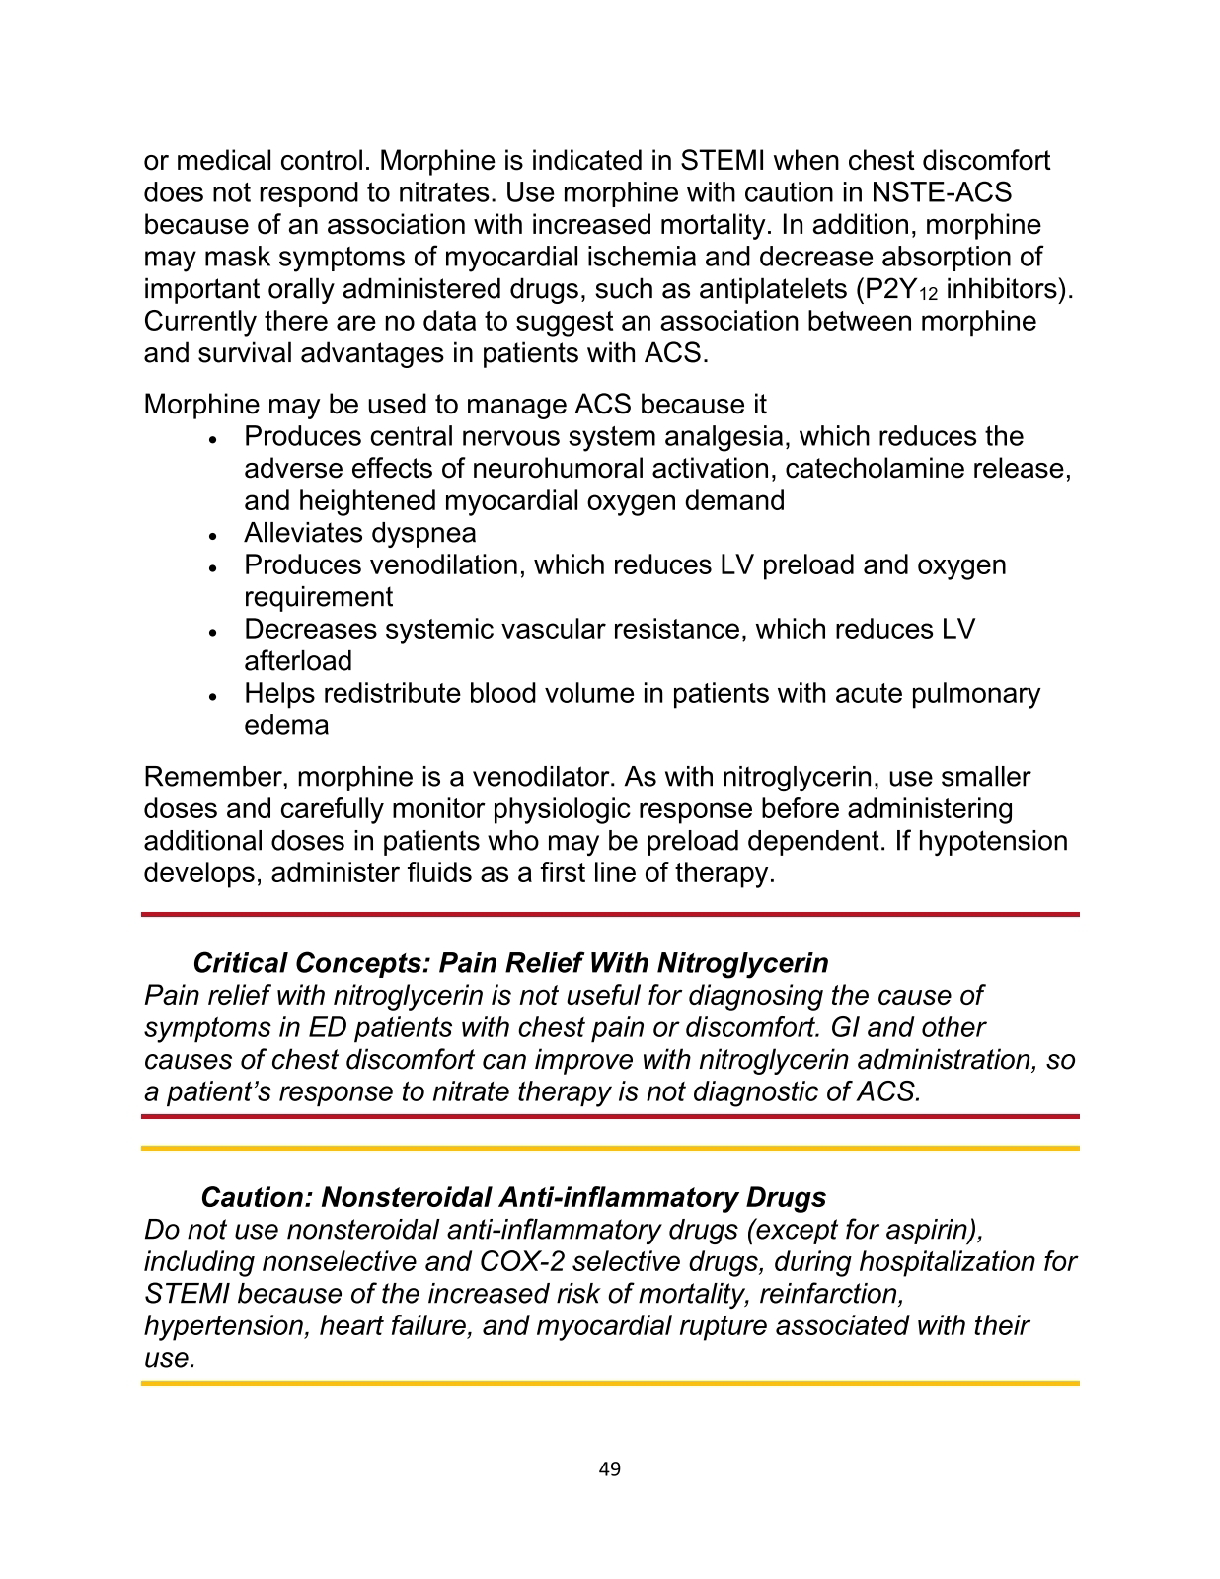 or medical control. Morphine is indicated in STEMI when chest discomfort
does not respond to nitrates. Use morphine with caution in NSTE-ACS
because of an association with increased mortality. In addition, morphine
may mask symptoms of myocardial ischemia and decrease absorption of
important orally administered drugs, such as antiplatelets (P2Y₁₂ inhibitors).
Currently there are no data to suggest an association between morphine
and survival advantages in patients with ACS.
Morphine may be used to manage ACS because it
• Produces central nervous system analgesia, which reduces the
adverse effects of neurohumoral activation, catecholamine release,
and heightened myocardial oxygen demand
• Alleviates dyspnea
• Produces venodilation, which reduces LV preload and oxygen
requirement
• Decreases systemic vascular resistance, which reduces LV
afterload
• Helps redistribute blood volume in patients with acute pulmonary
edema
Remember, morphine is a venodilator. As with nitroglycerin, use smaller
doses and carefully monitor physiologic response before administering
additional doses in patients who may be preload dependent. If hypotension
develops, administer fluids as a first line of therapy.
Critical Concepts: Pain Relief With Nitroglycerin
Pain relief with nitroglycerin is not useful for diagnosing the cause of
symptoms in ED patients with chest pain or discomfort. GI and other
causes of chest discomfort can improve with nitroglycerin administration, so
a patient’s response to nitrate therapy is not diagnostic of ACS.
Caution: Nonsteroidal Anti-inflammatory Drugs
Do not use nonsteroidal anti-inflammatory drugs (except for aspirin),
including nonselective and COX-2 selective drugs, during hospitalization for
STEMI because of the increased risk of mortality, reinfarction,
hypertension, heart failure, and myocardial rupture associated with their
use.
49